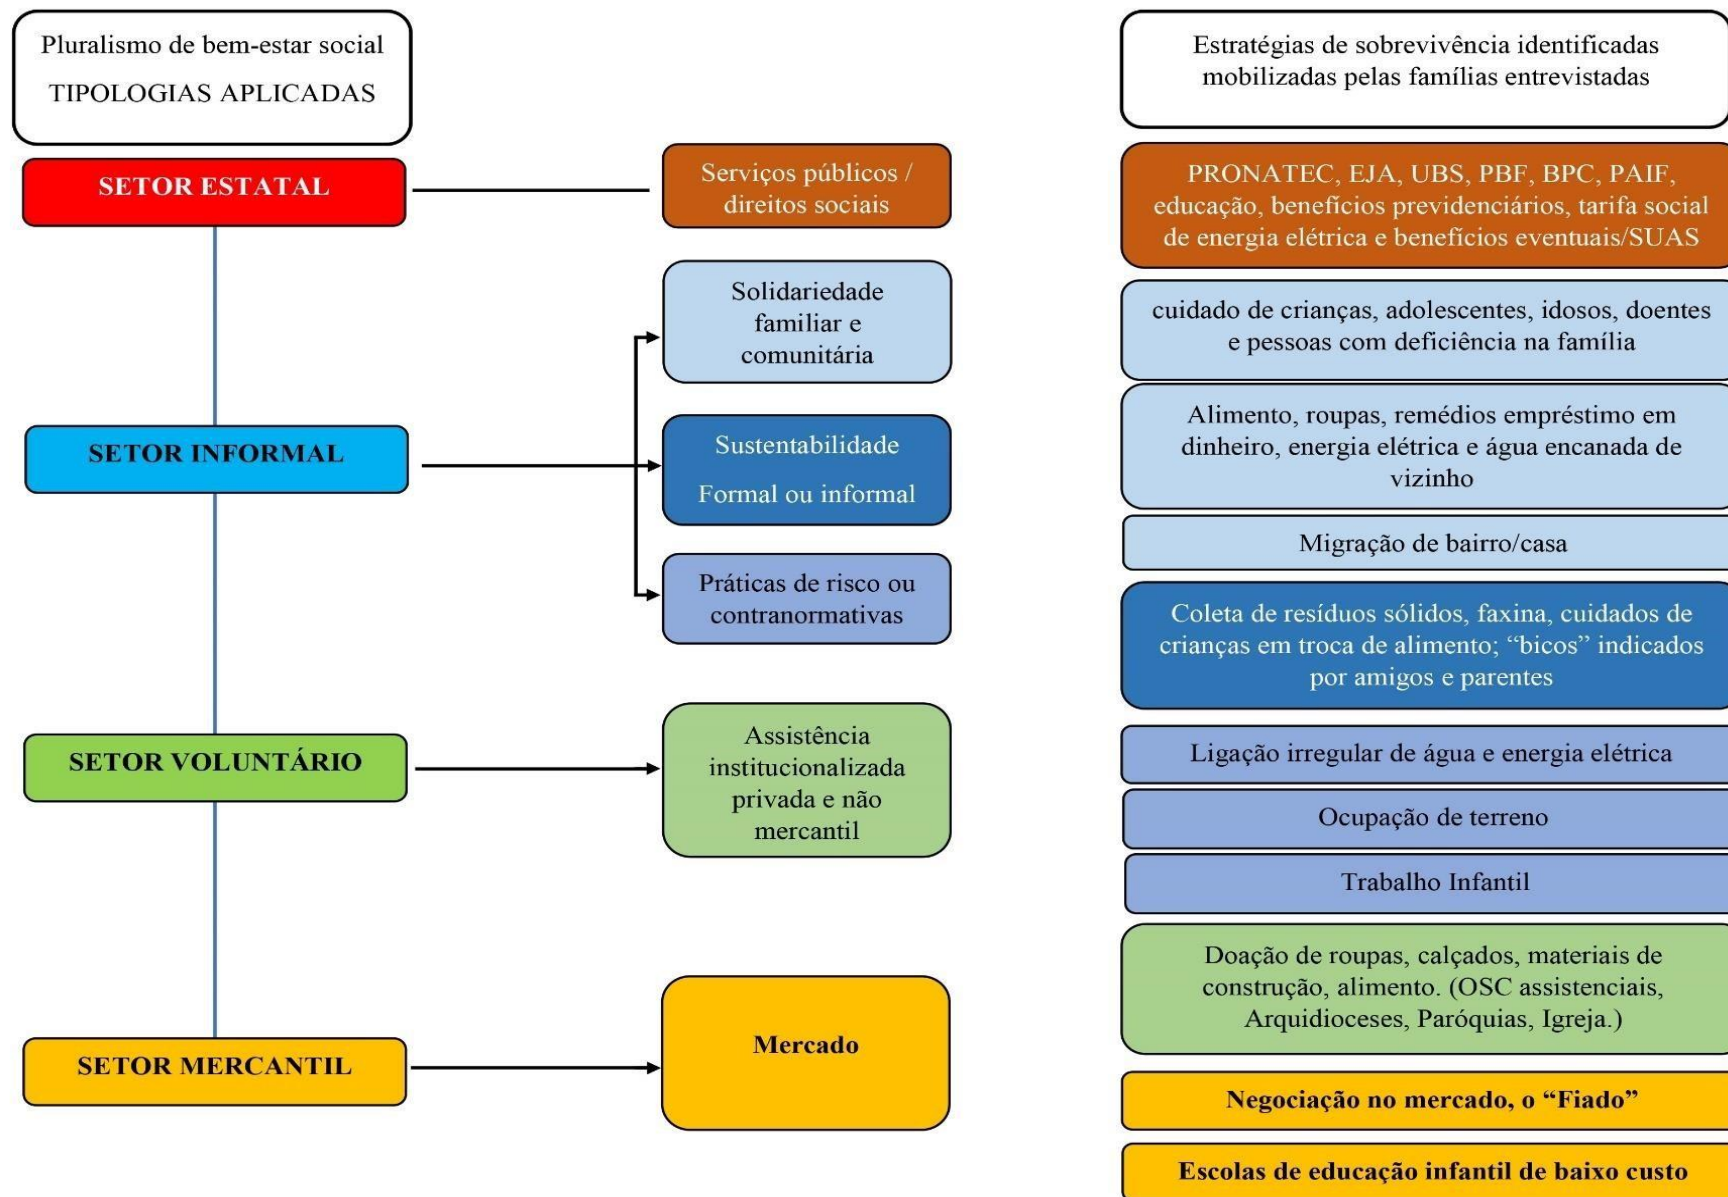 Pluralismo de bem-estar social
TIPOLOGIAS APLICADAS
SETOR ESTATAL
SETOR INFORMAL
SETOR VOLUNTÁRIO
SETOR MERCANTIL
Serviços públicos /
direitos sociais
Solidariedade
familiar e
comunitária
Sustentabilidade
Formal ou informal
Práticas de risco ou
contranormativas
Assistência
institucionalizada
privada e não
mercantil
Mercado
Estratégias de sobrevivência identificadas
mobilizadas pelas famílias entrevistadas
PRONATEC, EJA, UBS, PBF, BPC, PAIF,
educação, benefícios previdenciários, tarifa social
de energia elétrica e benefícios eventuais/SUAS
cuidado de crianças, adolescentes, idosos, doentes
e pessoas com deficiência na família
Alimento, roupas, remédios empréstimo em
dinheiro, energia elétrica e água encanada de
vizinho
Migração de bairro/casa
Coleta de resíduos sólidos, faxina, cuidados de
crianças em troca de alimento; “bicos” indicados
por amigos e parentes
Ligação irregular de água e energia elétrica
Ocupação de terreno
Trabalho Infantil
Doação de roupas, calçados, materiais de
construção, alimento. (OSC assistenciais,
Arquidioceses, Paróquias, Igreja.)
Negociação no mercado, o “Fiado”
Escolas de educação infantil de baixo custo